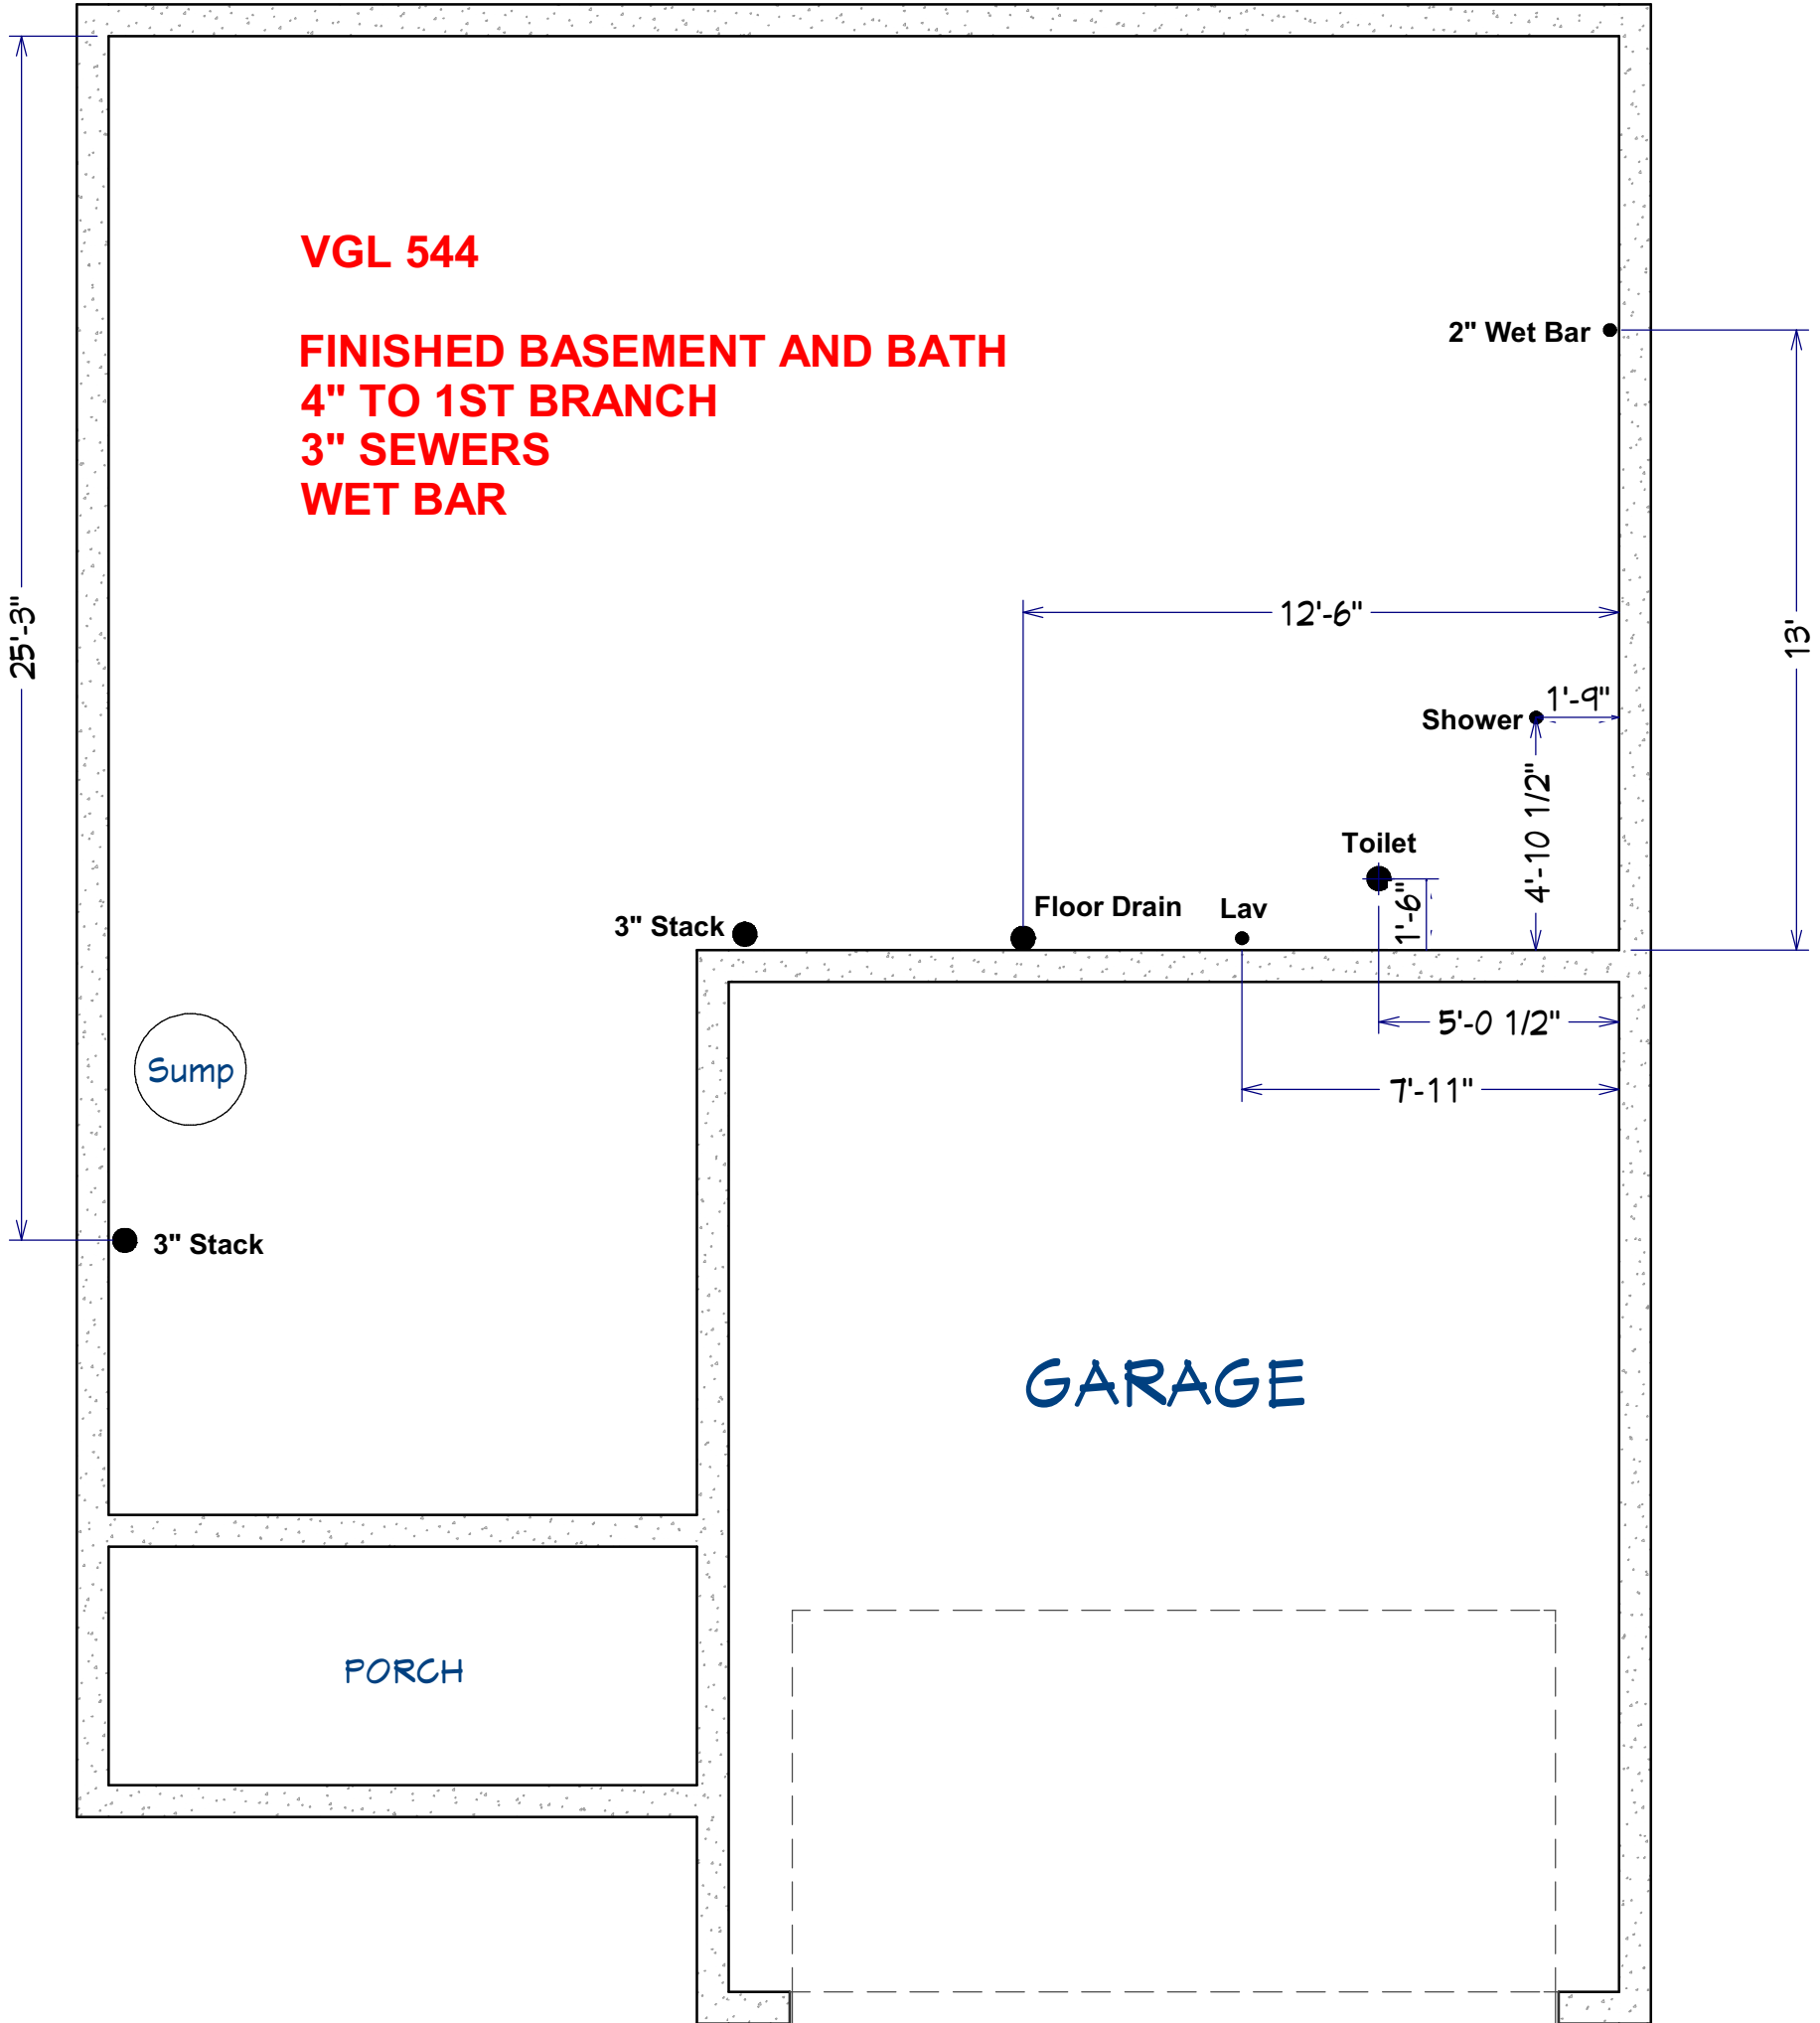 VGL 544
FINISHED BASEMENT AND BATH
4" TO 1ST BRANCH
3" SEWERS
WET BAR
2" Wet Bar
25'-3"
12'-6"
13'
1'-9"
Shower
4'-10 1/2"
Toilet
1'-6"
Floor Drain
Lav
3" Stack
5'-0 1/2"
Sump
7'-11"
3" Stack
GARAGE
PORCH